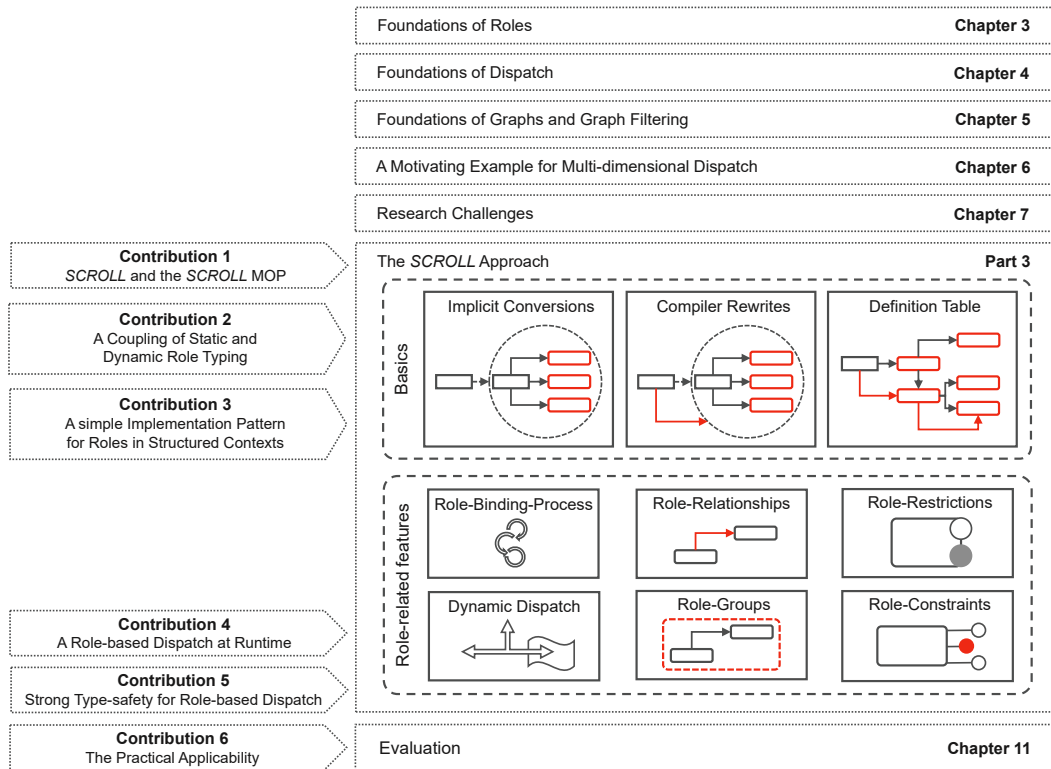 Foundations of Roles Chapter 3
Foundations of Dispatch Chapter 4
Foundations of Graphs and Graph Filtering Chapter 5
A Motivating Example for Multi-dimensional Dispatch Chapter 6
Research Challenges Chapter 7
Contribution 1
SCROLL and the SCROLL MOP
Contribution 2
A Coupling of Static and
Dynamic Role Typing
Contribution 3
A simple Implementation Pattern
for Roles in Structured Contexts
Contribution 4
A Role-based Dispatch at Runtime
Contribution 5
Strong Type-safety for Role-based Dispatch
Contribution 6
The Practical Applicability
The SCROLL Approach Part 3
Basics
Implicit Conversions
Compiler Rewrites
Definition Table
Role-related features
Role-Binding-Process
Role-Relationships
Role-Restrictions
Dynamic Dispatch
Role-Groups
Role-Constraints
Evaluation Chapter 11